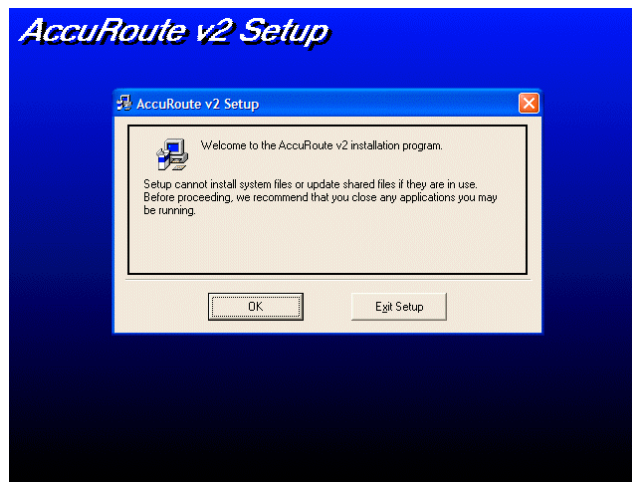 AccuRoute v2 Setup
AccuRoute v2 Setup
Welcome to the AccuRoute v2 installation program.
Setup cannot install system files or update shared files if they are in use.
Before proceeding, we recommend that you close any applications you may
be running.
OK
Exit Setup